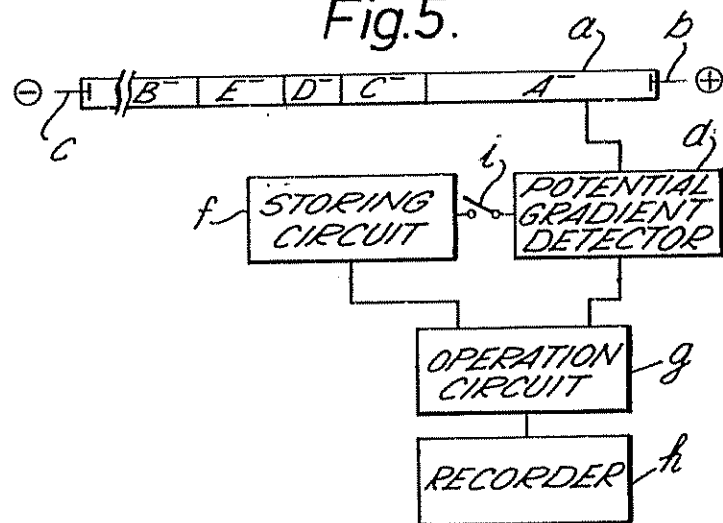 Fig.5.
a
b
⊖
B⁻ E⁻ D⁻ C⁻ A⁻
⊕
c
i
d
f
STORING
CIRCUIT
POTENTIAL
GRADIENT
DETECTOR
OPERATION
CIRCUIT
g
RECORDER
h